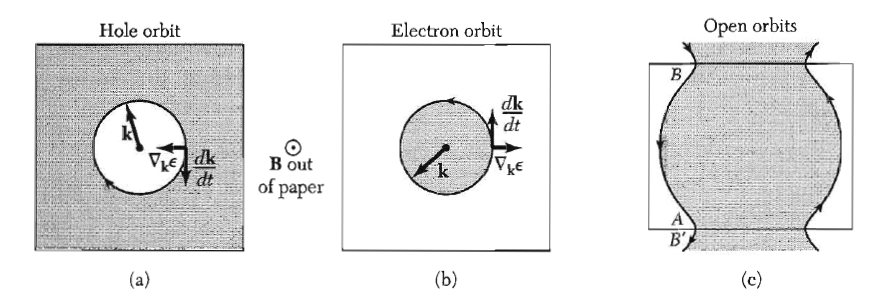 Hole orbit
k
∇ₖϵ
dk
dt
(a)
B out
of paper
Electron orbit
k
dk
dt
∇ₖϵ
(b)
Open orbits
B
A
B′
(c)